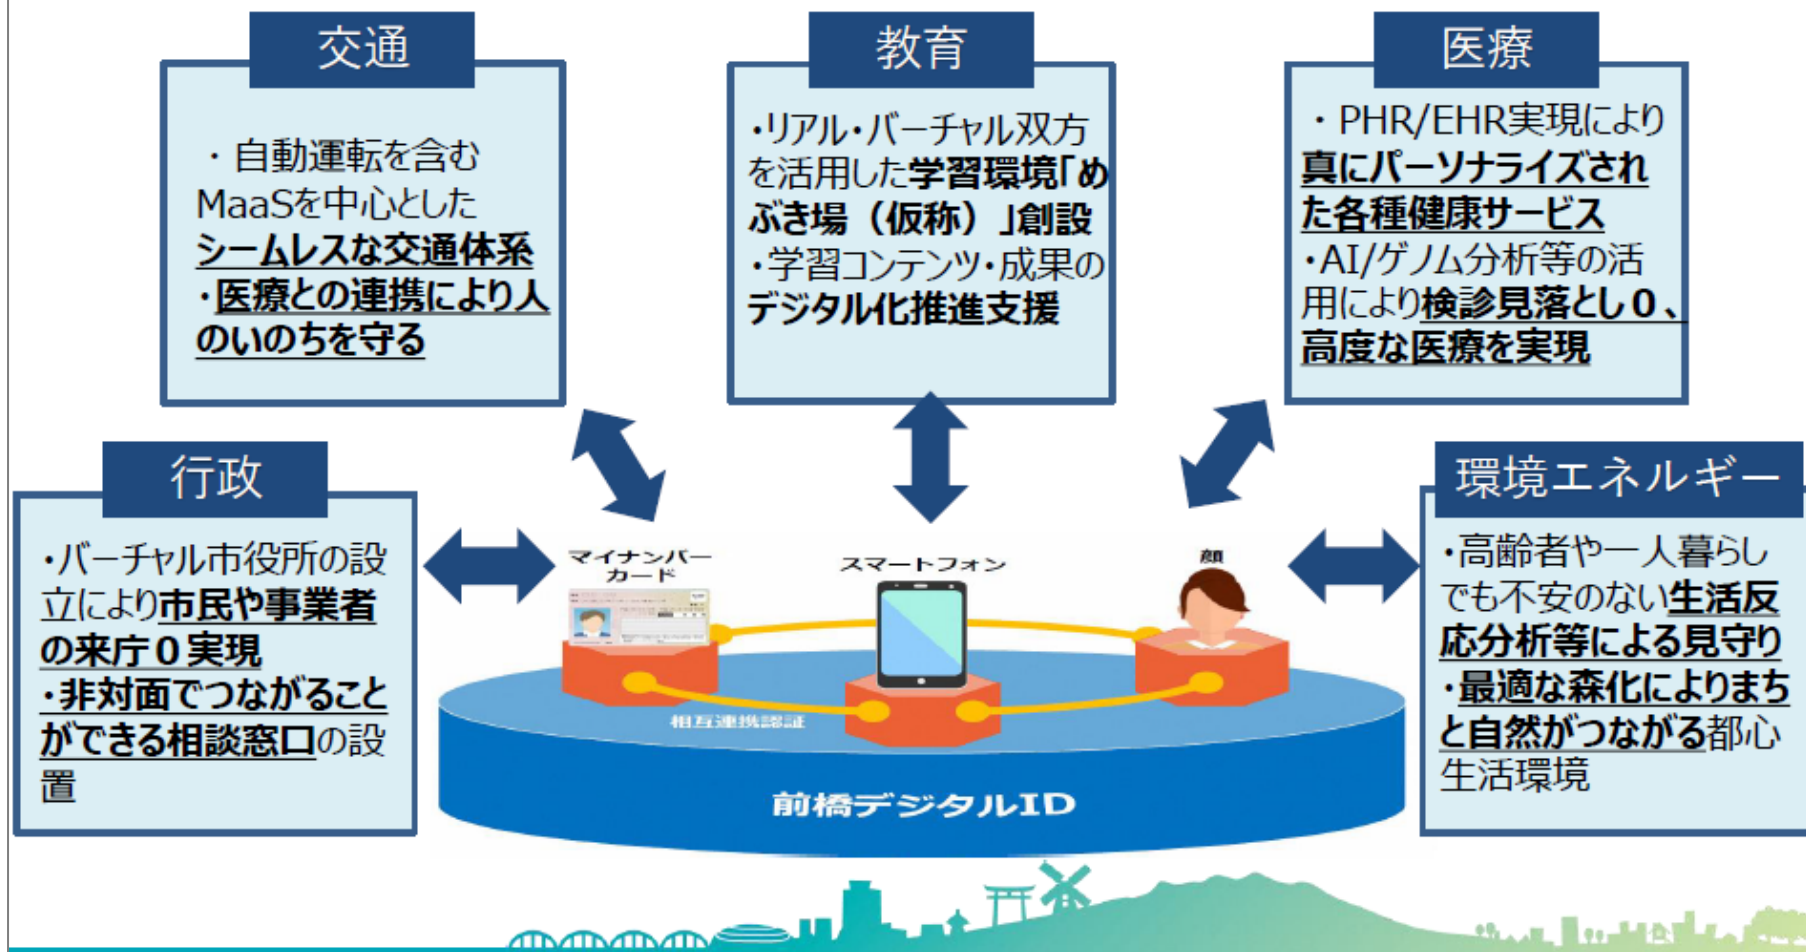 交通
・自動運転を含む
MaaSを中心とした
シームレスな交通体系
・医療との連携により人
のいのちを守る
教育
・リアル・バーチャル双方
を活用した学習環境「め
ぶき場（仮称）」創設
・学習コンテンツ・成果の
デジタル化推進支援
医療
・PHR/EHR実現により
真にパーソナライズされ
た各種健康サービス
・AI/ゲノム分析等の活
用により検診見落とし０、
高度な医療を実現
行政
・バーチャル市役所の設
立により市民や事業者
の来庁０実現
・非対面でつながること
ができる相談窓口の設
置
環境エネルギー
・高齢者や一人暮らし
でも不安のない生活反
応分析等による見守り
・最適な森化によりまち
と自然がつながる都心
生活環境
マイナンバー
カード
スマートフォン
顔
相互連携認証
前橋デジタルID